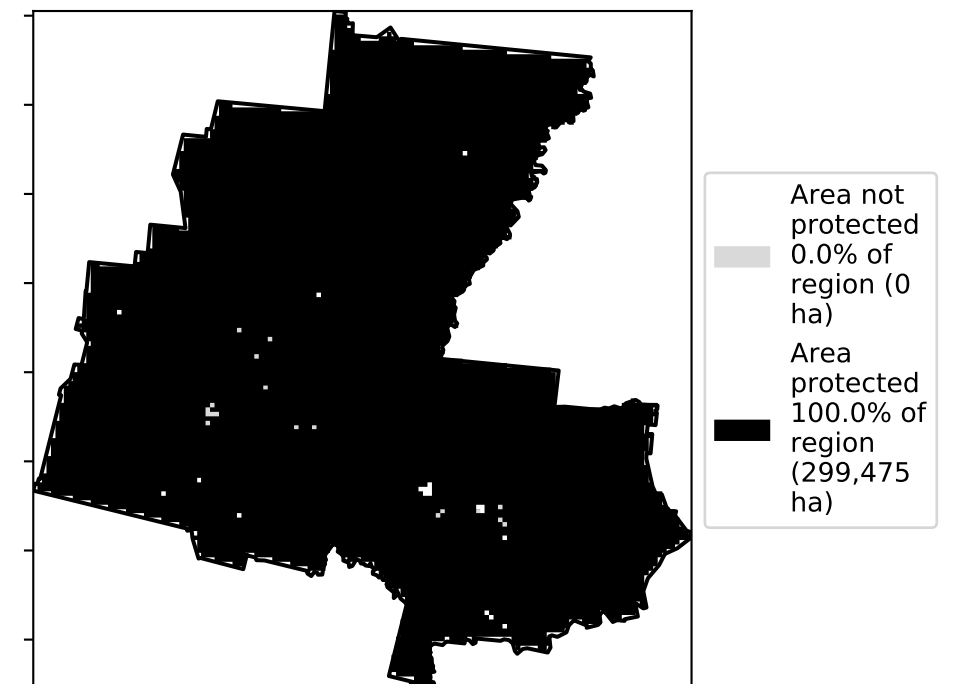 Area not
protected
0.0% of
region (0
ha)
Area
protected
100.0% of
region
(299,475
ha)